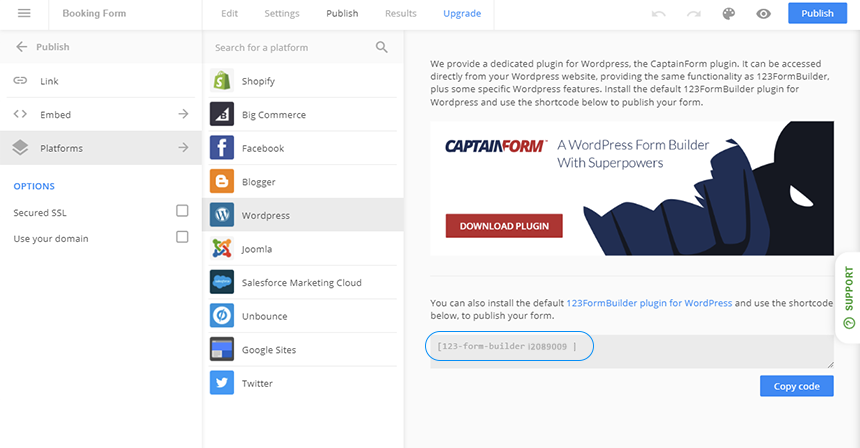 Booking Form
Edit Settings Publish Results Upgrade
Publish
Publish
Link
Embed
Platforms
OPTIONS
Secured SSL
Use your domain
Search for a platform
Shopify
Big Commerce
Facebook
Blogger
Wordpress
Joomla
Salesforce Marketing Cloud
Unbounce
Google Sites
Twitter
We provide a dedicated plugin for Wordpress, the CaptainForm plugin. It can be accessed
directly from your Wordpress website, providing the same functionality as 123FormBuilder,
plus some specific Wordpress features. Install the default 123FormBuilder plugin for
Wordpress and use the shortcode below to publish your form.
CAPTAINFORM™ A WordPress Form Builder
With Superpowers
DOWNLOAD PLUGIN
You can also install the default 123FormBuilder plugin for WordPress and use the shortcode
below, to publish your form.
[123-form-builder i2089009 ]
Copy code
SUPPORT